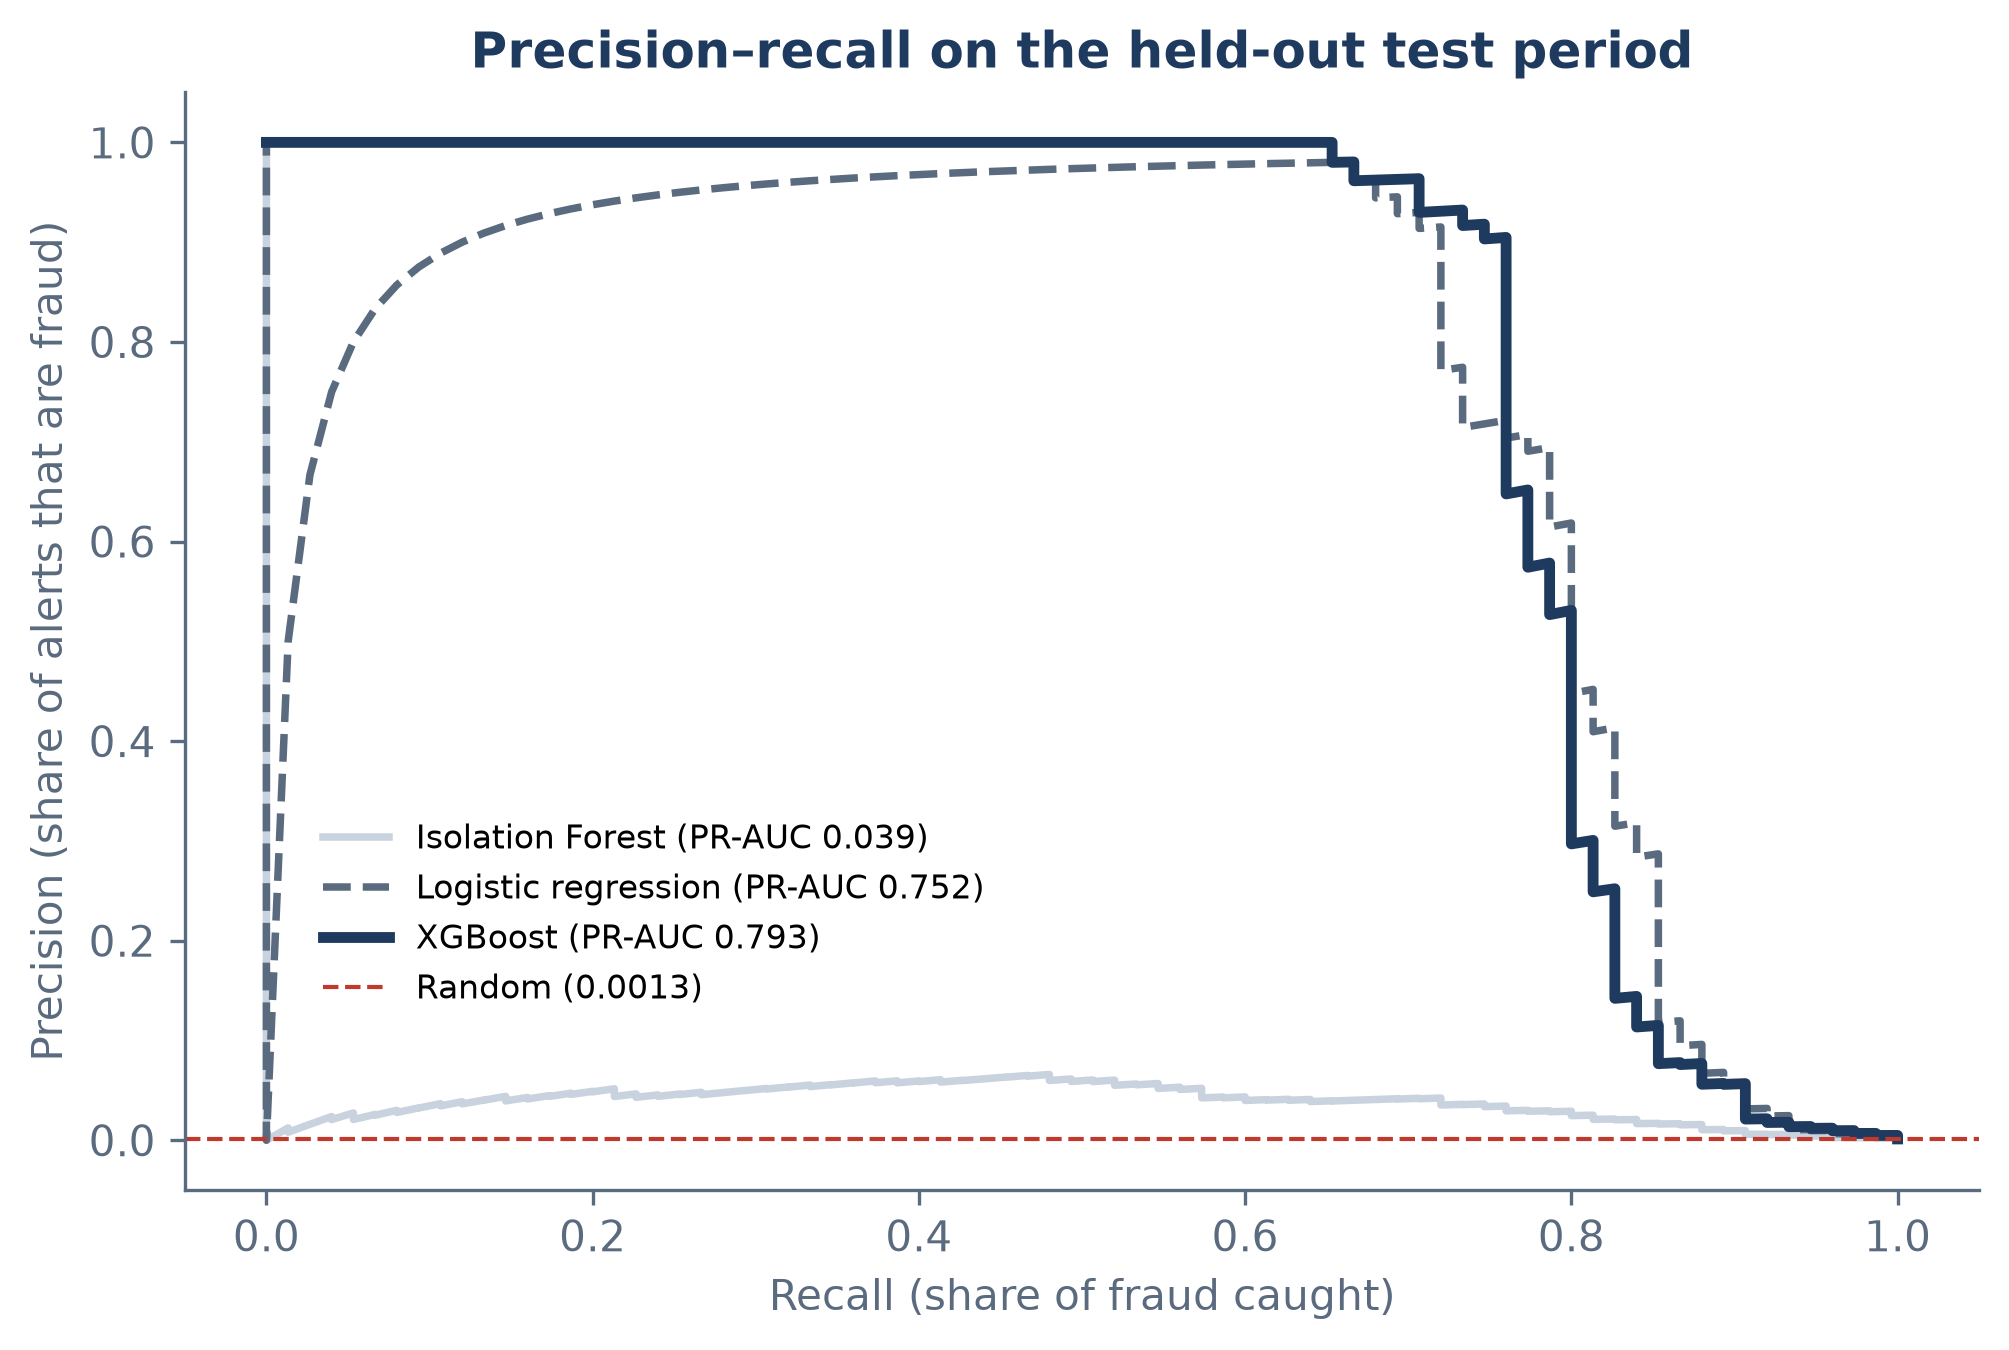 Precision–recall on the held-out test period
Precision (share of alerts that are fraud)
1.0
0.8
0.6
0.4
0.2
0.0
Isolation Forest (PR-AUC 0.039)
Logistic regression (PR-AUC 0.752)
XGBoost (PR-AUC 0.793)
Random (0.0013)
0.0 0.2 0.4 0.6 0.8 1.0
Recall (share of fraud caught)